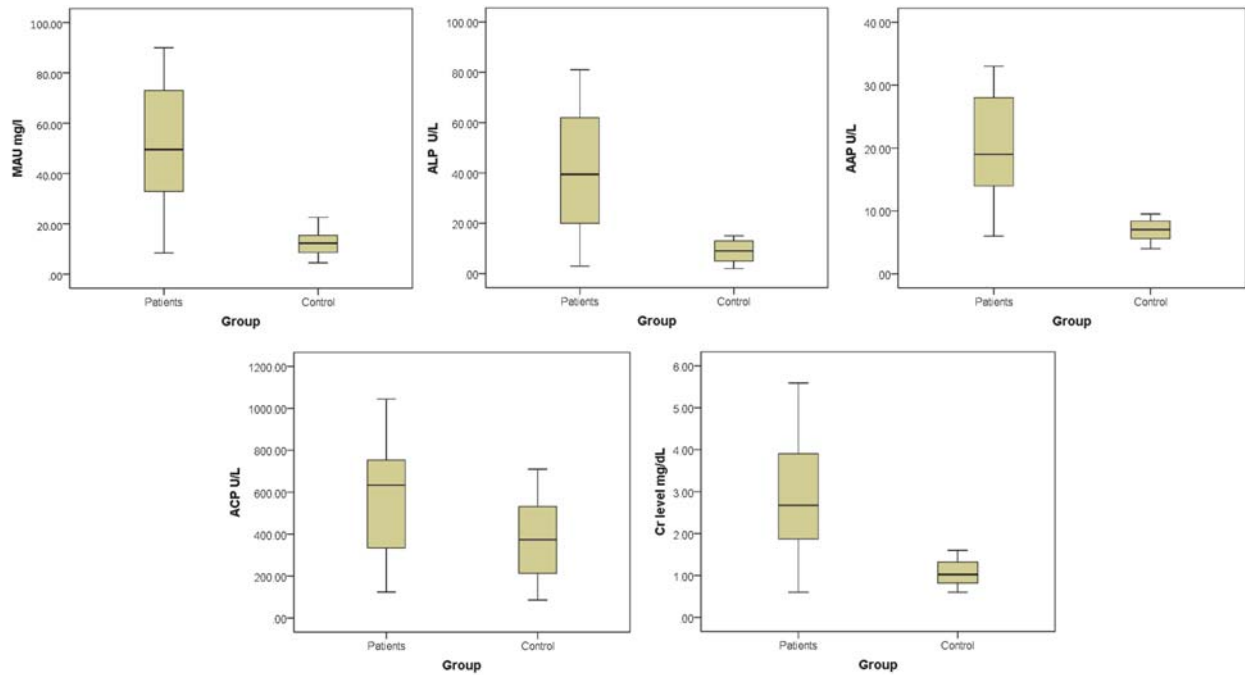 MAU mg/l
100.00
80.00
60.00
40.00
20.00
.00
Patients
Control
Group
ALP U/L
100.00
80.00
60.00
40.00
20.00
.00
Patients
Control
Group
AAP U/L
40.00
30.00
20.00
10.00
.00
Patients
Control
Group
ACP U/L
1200.00
1000.00
800.00
600.00
400.00
200.00
.00
Patients
Control
Group
Cr level mg/dL
6.00
5.00
4.00
3.00
2.00
1.00
.00
Patients
Control
Group